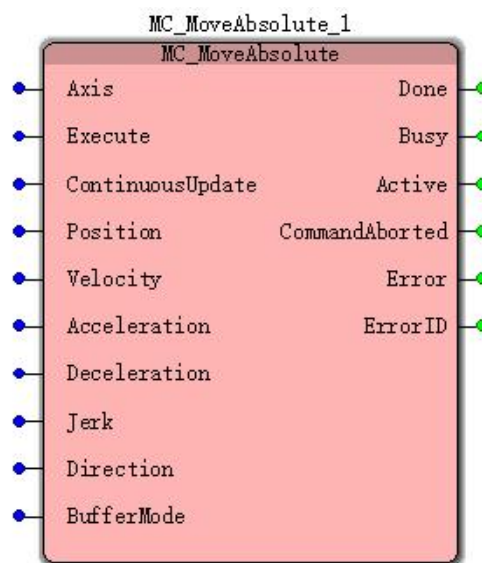 MC_MoveAbsolute_1
MC_MoveAbsolute
Axis Done
Execute Busy
ContinuousUpdate Active
Position CommandAborted
Velocity Error
Acceleration ErrorID
Deceleration
Jerk
Direction
BufferMode